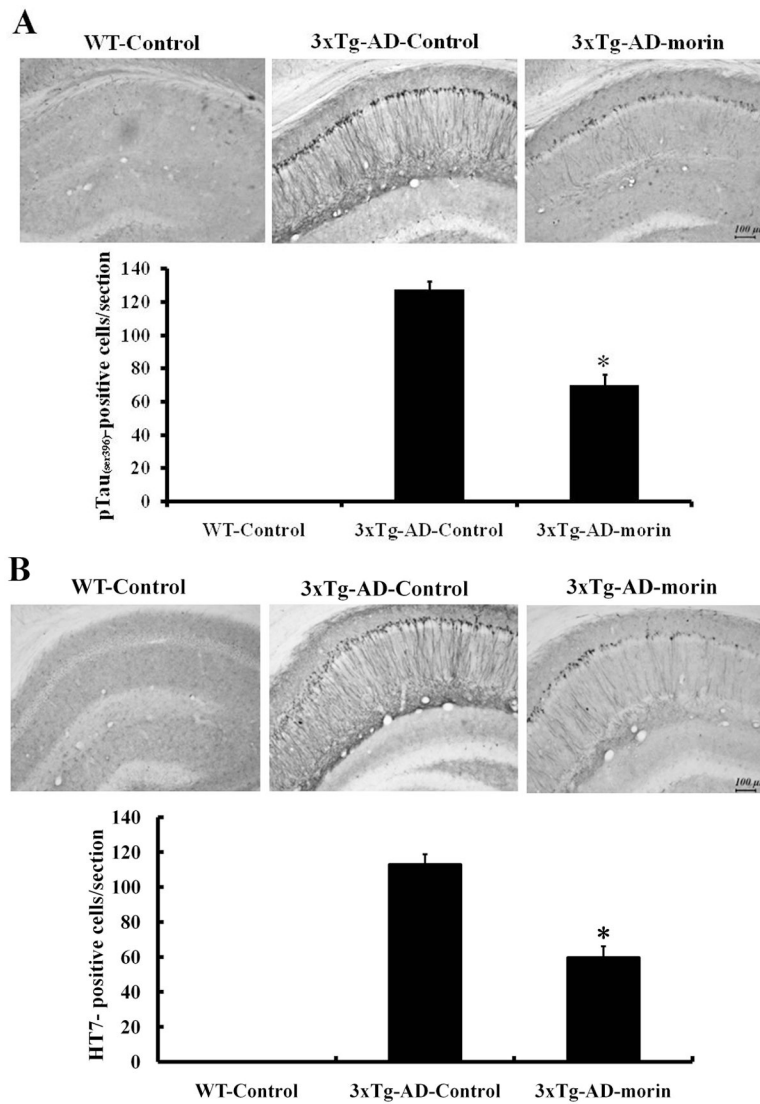 A
WT-Control 3xTg-AD-Control 3xTg-AD-morin
100 µ
pTau(ser396)-positive cells/section
140
120
100
80
60
40
20
0
*
WT-Control 3xTg-AD-Control 3xTg-AD-morin
B
WT-Control 3xTg-AD-Control 3xTg-AD-morin
100 µ
HT7- positive cells/section
140
120
100
80
60
40
20
0
*
WT-Control 3xTg-AD-Control 3xTg-AD-morin